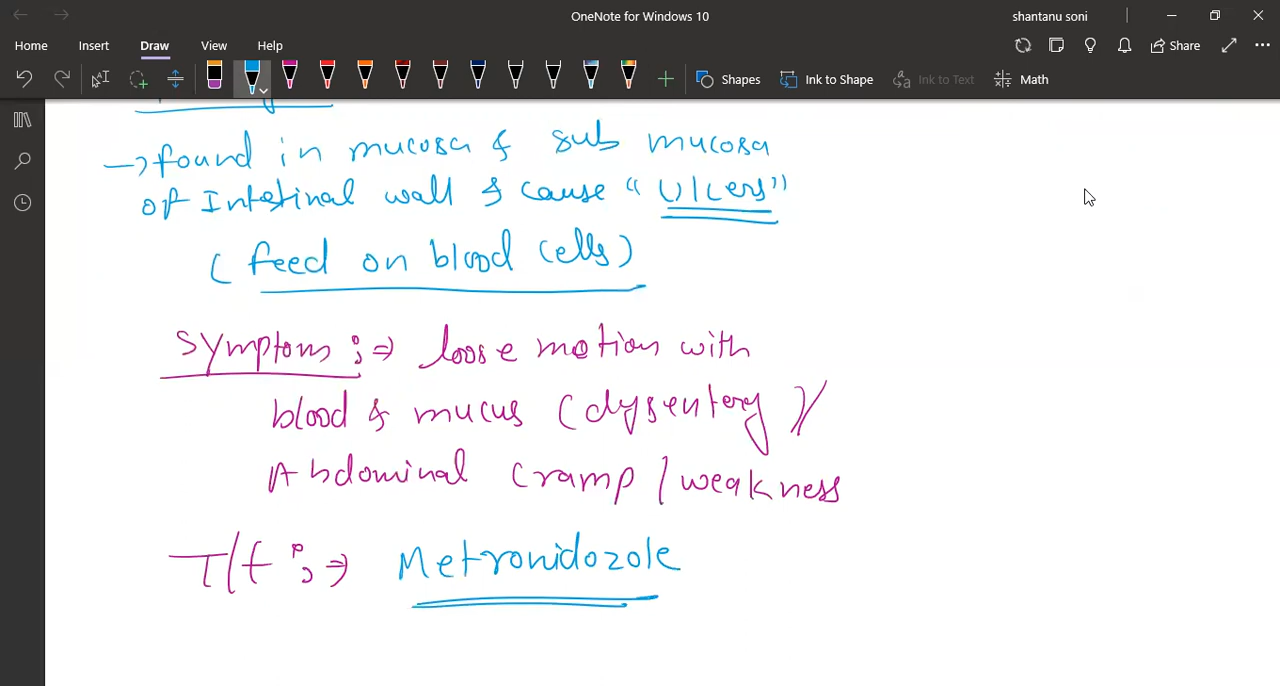 OneNote for Windows 10
shantanu soni
Home Insert Draw View Help
Share
Shapes Ink to Shape Ink to Text Math
→ found in mucosa & sub mucosa
of Intestinal wall & cause "Ulcers"
(feed on blood cells)
Symptom :⇒ loose motion with
blood & mucus (dysentery)/
Abdominal cramp / weakness
T/t :⇒ Metronidozole